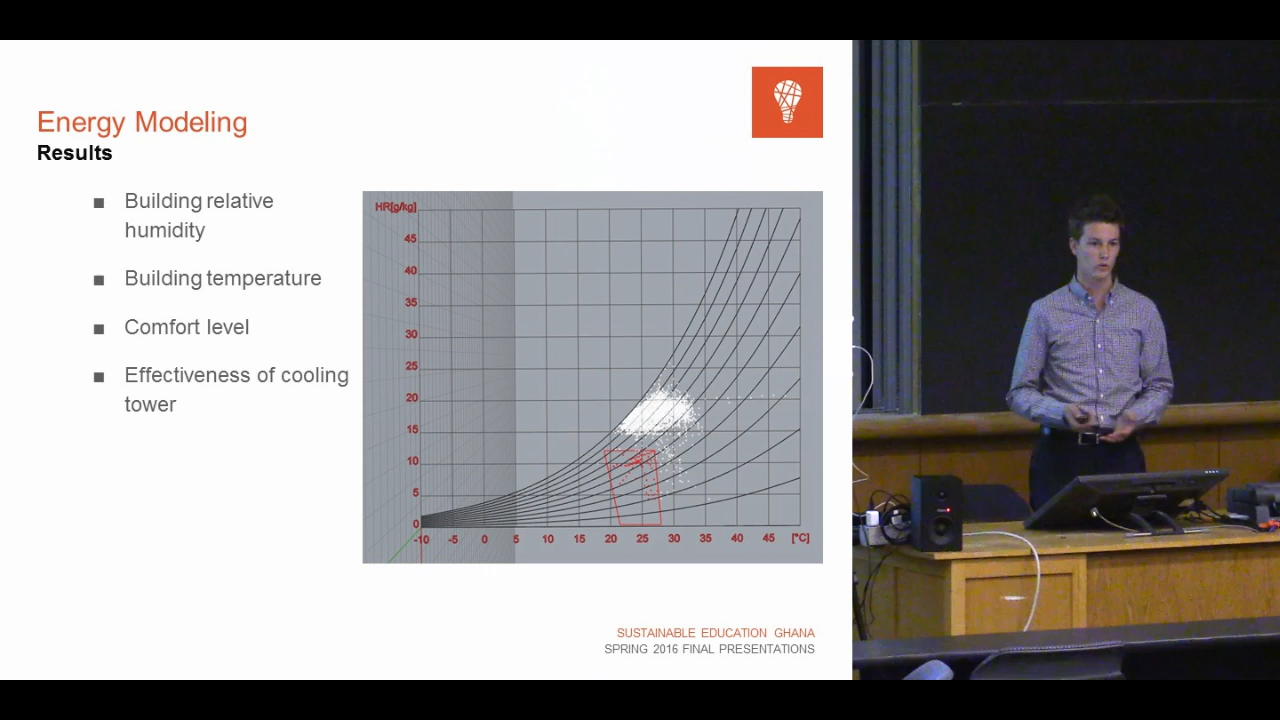 Energy Modeling
Results
■ Building relative
humidity
■ Building temperature
■ Comfort level
■ Effectiveness of cooling
tower
HR[g/kg]
45
40
35
30
25
20
15
10
5
0
-10 -5 0 5 10 15 20 25 30 35 40 45 [°C]
SUSTAINABLE EDUCATION GHANA
SPRING 2016 FINAL PRESENTATIONS